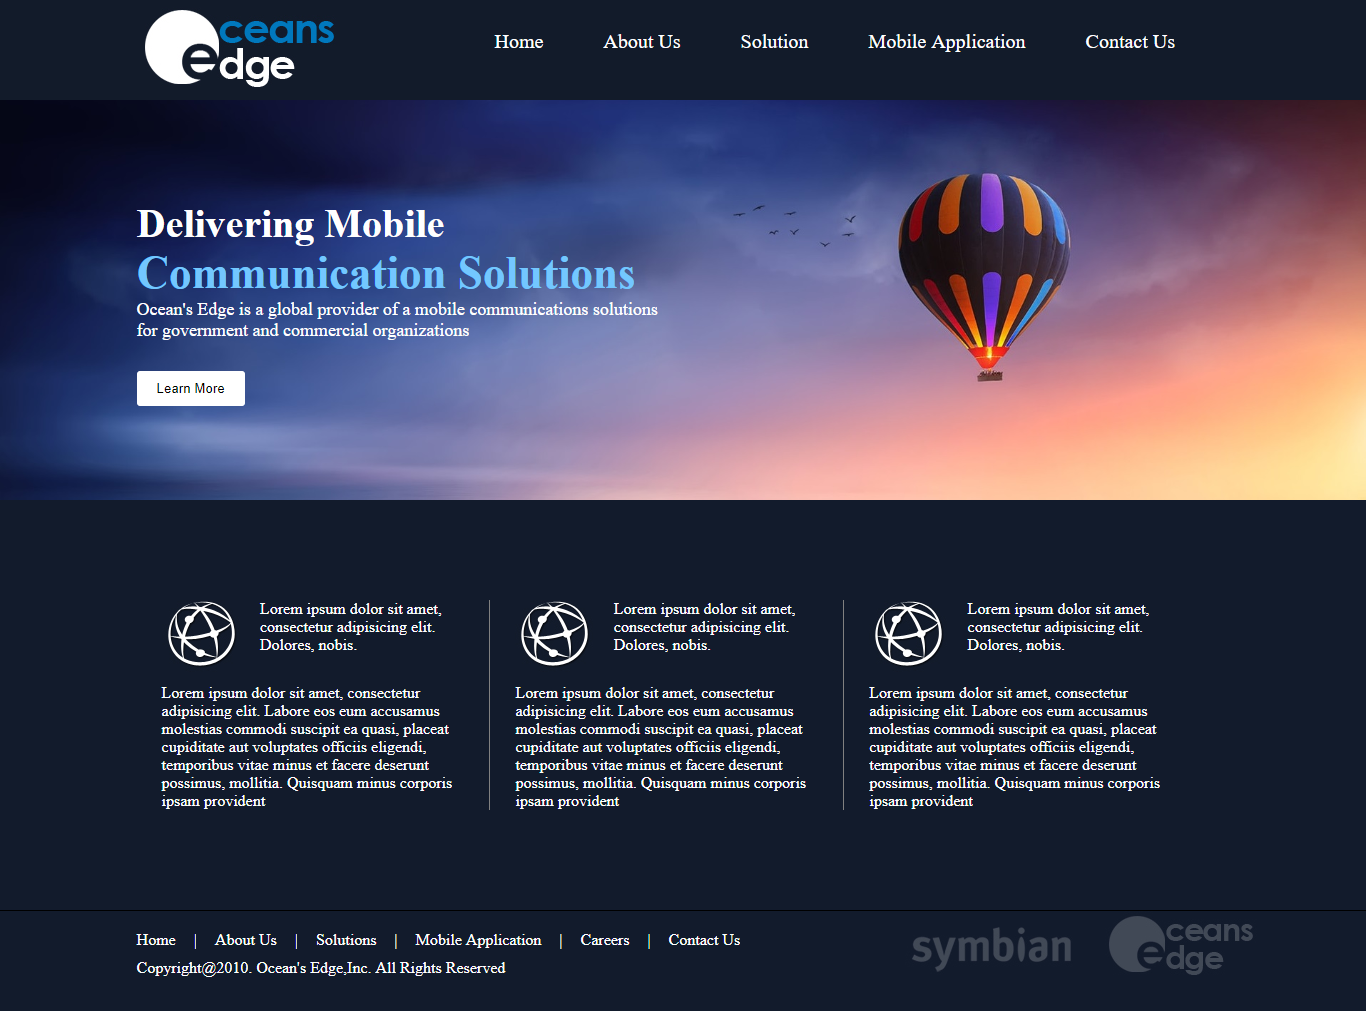 Oceans
edge
Home About Us Solution Mobile Application Contact Us
Delivering Mobile
Communication Solutions
Ocean's Edge is a global provider of a mobile communications solutions
for government and commercial organizations
Learn More
Lorem ipsum dolor sit amet,
consectetur adipisicing elit.
Dolores, nobis.
Lorem ipsum dolor sit amet, consectetur
adipisicing elit. Labore eos eum accusamus
molestias commodi suscipit ea quasi, placeat
cupiditate aut voluptates officiis eligendi,
temporibus vitae minus et facere deserunt
possimus, mollitia. Quisquam minus corporis
ipsam provident
Lorem ipsum dolor sit amet,
consectetur adipisicing elit.
Dolores, nobis.
Lorem ipsum dolor sit amet, consectetur
adipisicing elit. Labore eos eum accusamus
molestias commodi suscipit ea quasi, placeat
cupiditate aut voluptates officiis eligendi,
temporibus vitae minus et facere deserunt
possimus, mollitia. Quisquam minus corporis
ipsam provident
Lorem ipsum dolor sit amet,
consectetur adipisicing elit.
Dolores, nobis.
Lorem ipsum dolor sit amet, consectetur
adipisicing elit. Labore eos eum accusamus
molestias commodi suscipit ea quasi, placeat
cupiditate aut voluptates officiis eligendi,
temporibus vitae minus et facere deserunt
possimus, mollitia. Quisquam minus corporis
ipsam provident
Home | About Us | Solutions | Mobile Application | Careers | Contact Us
Copyright@2010. Ocean's Edge,Inc. All Rights Reserved
symbian
Oceans
edge